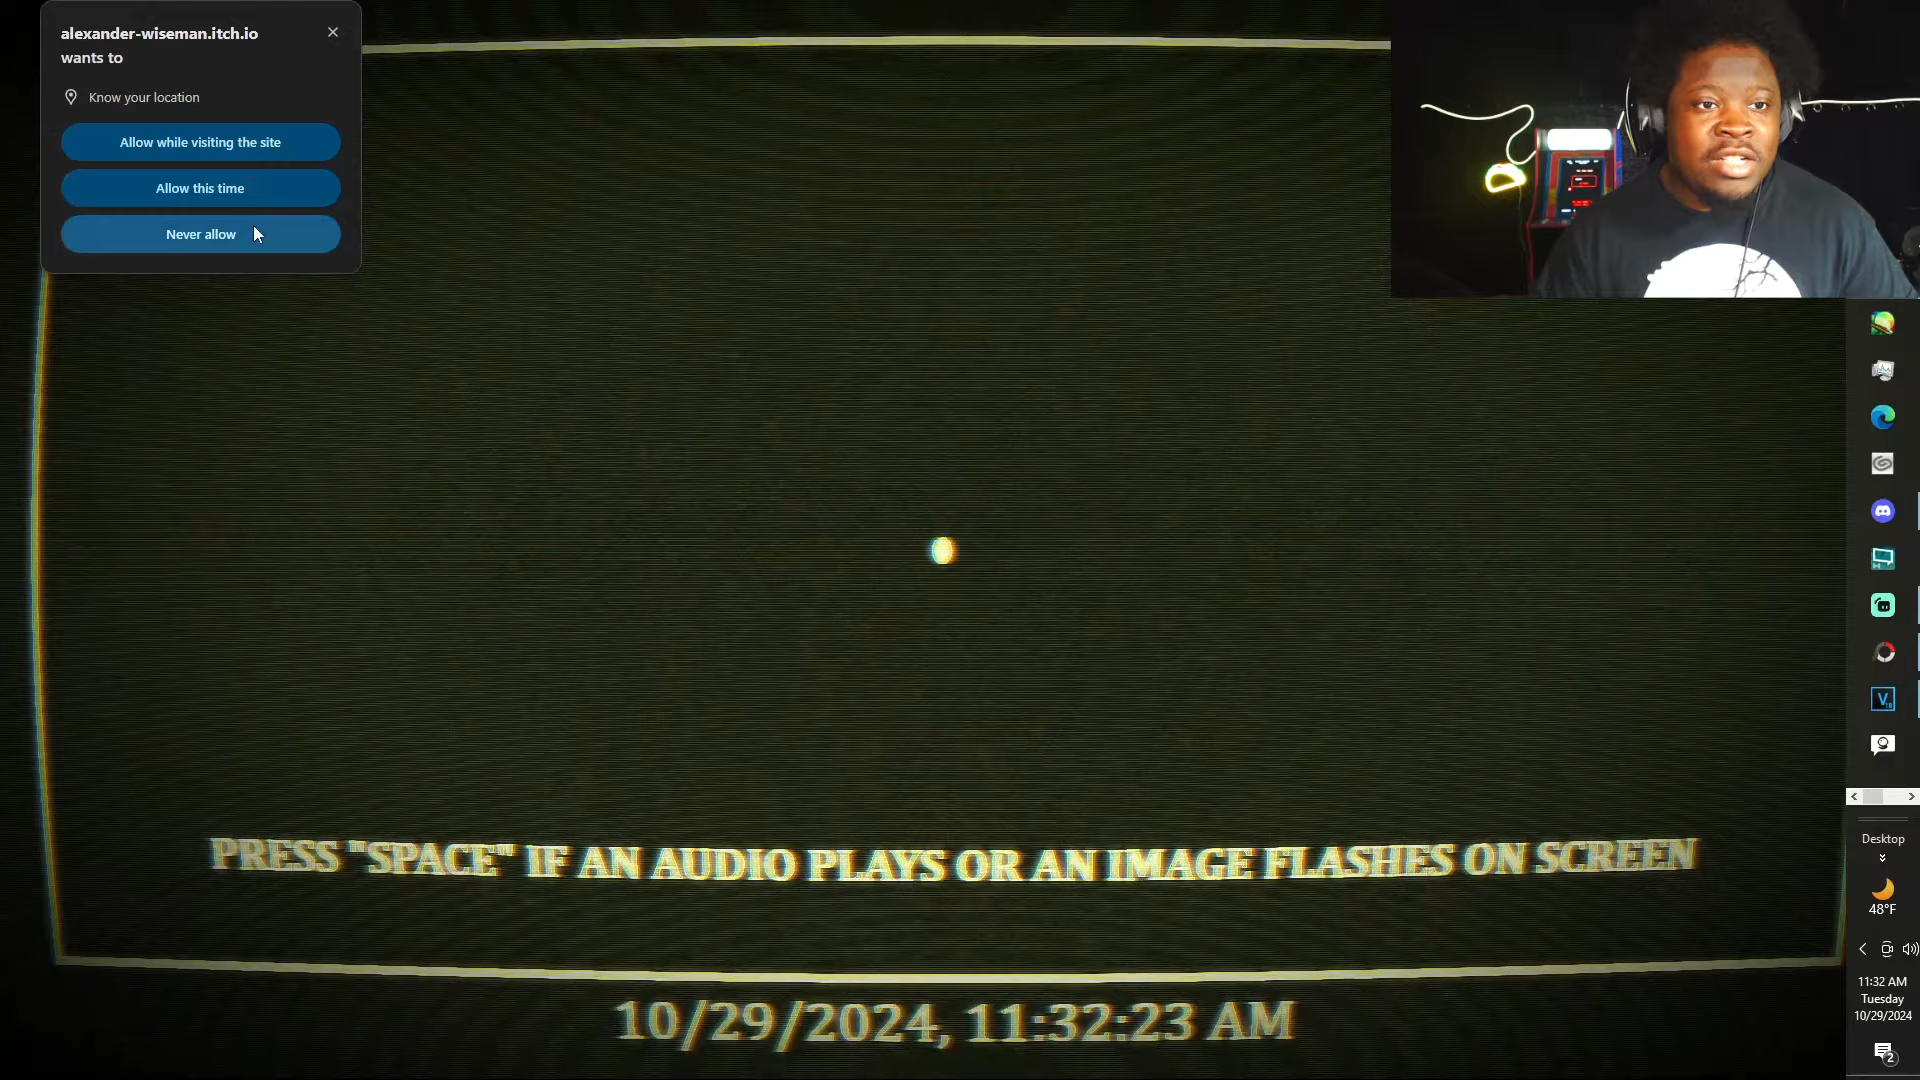 alexander-wiseman.itch.io
wants to
Know your location
Allow while visiting the site
Allow this time
Never allow
PRESS "SPACE" IF AN AUDIO PLAYS OR AN IMAGE FLASHES ON SCREEN
10/29/2024, 11:32:23 AM
Desktop
48°F
11:32 AM
Tuesday
10/29/2024
2